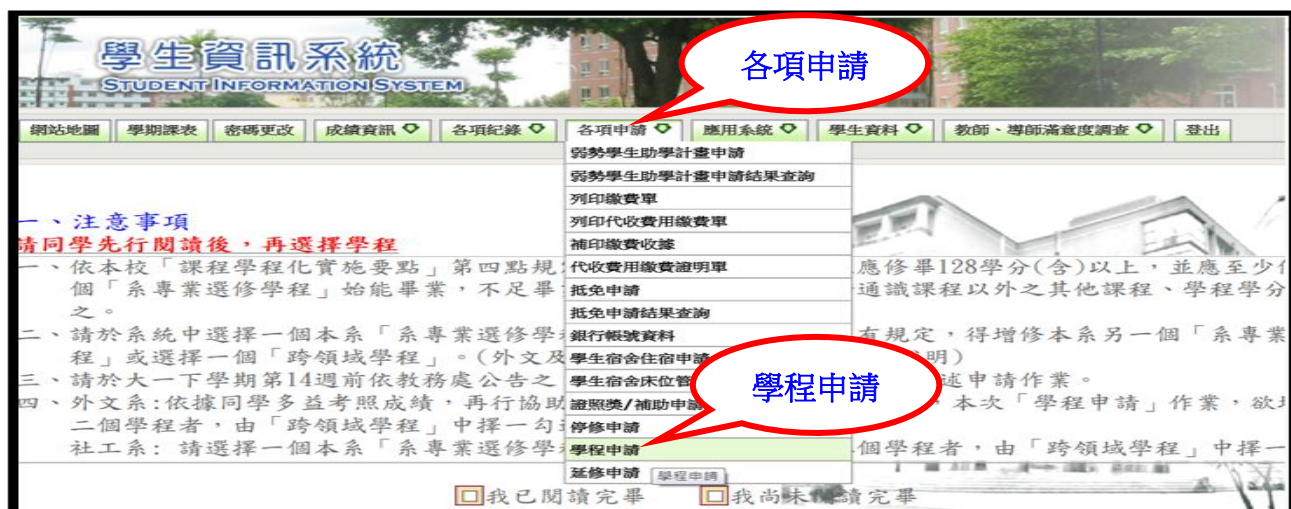 學生資訊系統
STUDENT INFORMATION SYSTEM
各項申請
網站地圖 學期課表 密碼更改 成績資訊 各項紀錄 各項申請 應用系統 學生資料 教師、導師滿意度調查 登出
弱勢學生助學計畫申請
弱勢學生助學計畫申請結果查詢
列印繳費單
列印代收費用繳費單
補印繳費收據
代收費用繳費證明單
抵免申請
抵免申請結果查詢
銀行帳號資料
學生宿舍住宿申請
學生宿舍床位管
證照獎/補助申請
停修申請
學程申請
延修申請
學程申請
學程申請
一、注意事項
請同學先行閱讀後，再選擇學程
一、依本校「課程學程化實施要點」第四點規 應修畢128學分(含)以上，並應至少
個「系專業選修學程」始能畢業，不足畢 通識課程以外之其他課程、學程學分
之。
二、請於系統中選擇一個本系「系專業選修學 有規定，得增修本系另一個「系專業
程」或選擇一個「跨領域學程」。(外文及 明)
三、請於大一下學期第14週前依教務處公告之 述申請作業。
四、外文系:依據同學多益考照成績，再行協助 ，本次「學程申請」作業，欲
二個學程者，由「跨領域學程」中擇一勾
社工系: 請選擇一個本系「系專業選修學 個學程者，由「跨領域學程」中擇一
我已閱讀完畢 我尚未閱讀完畢